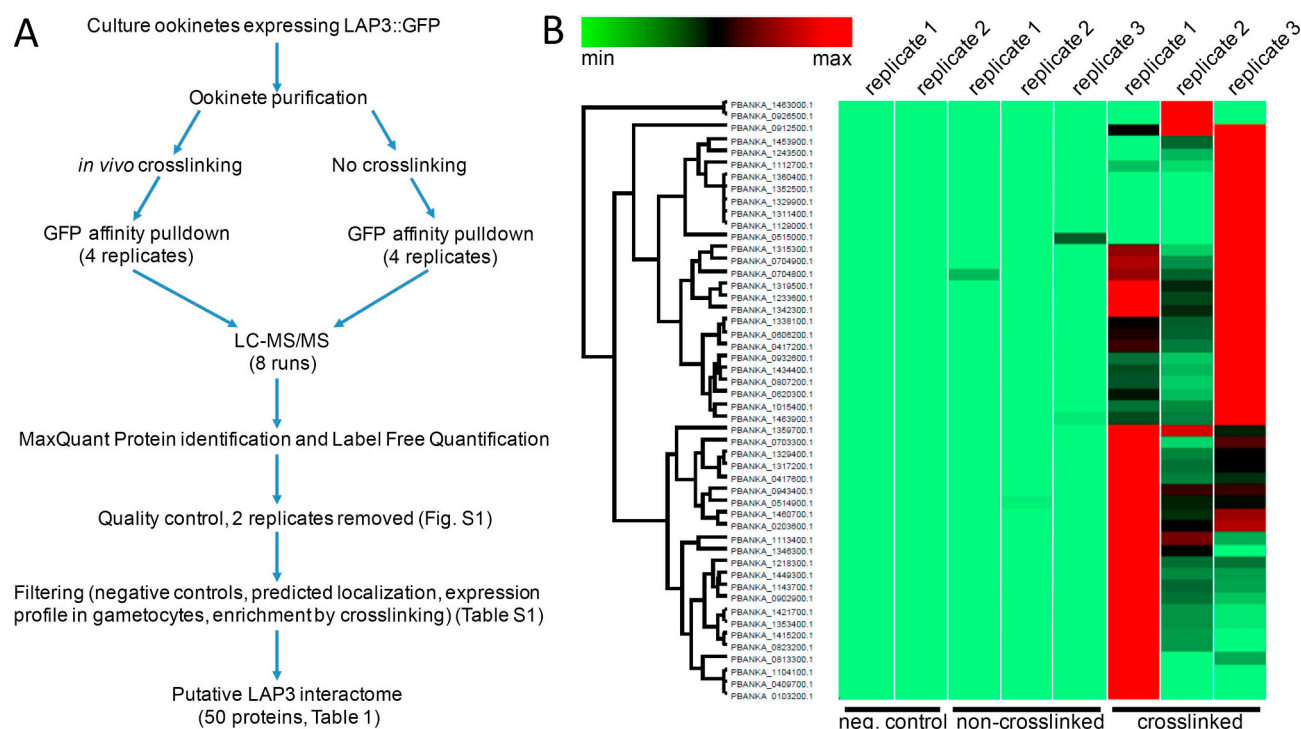 A
Culture ookinetes expressing LAP3::GFP
Ookinete purification
in vivo crosslinking
No crosslinking
GFP affinity pulldown
(4 replicates)
GFP affinity pulldown
(4 replicates)
LC-MS/MS
(8 runs)
MaxQuant Protein identification and Label Free Quantification
Quality control, 2 replicates removed (Fig. S1)
Filtering (negative controls, predicted localization, expression
profile in gametocytes, enrichment by crosslinking) (Table S1)
Putative LAP3 interactome
(50 proteins, Table 1)
B
min
max
replicate 1
replicate 2
replicate 1
replicate 2
replicate 3
replicate 1
replicate 2
replicate 3
PBANKA_1463000.1
PBANKA_0926500.1
PBANKA_0912500.1
PBANKA_1453900.1
PBANKA_1243500.1
PBANKA_1112700.1
PBANKA_1360400.1
PBANKA_1352500.1
PBANKA_1329900.1
PBANKA_1311400.1
PBANKA_1129000.1
PBANKA_0515000.1
PBANKA_1315300.1
PBANKA_0704900.1
PBANKA_0704800.1
PBANKA_1319500.1
PBANKA_1233600.1
PBANKA_1342300.1
PBANKA_1338100.1
PBANKA_0606200.1
PBANKA_0417200.1
PBANKA_0932600.1
PBANKA_1434400.1
PBANKA_0807200.1
PBANKA_0620300.1
PBANKA_1015400.1
PBANKA_1463900.1
PBANKA_1359700.1
PBANKA_0703300.1
PBANKA_1329400.1
PBANKA_1317200.1
PBANKA_0417600.1
PBANKA_0943400.1
PBANKA_0514900.1
PBANKA_1460700.1
PBANKA_0203600.1
PBANKA_1113400.1
PBANKA_1346300.1
PBANKA_1218300.1
PBANKA_1449300.1
PBANKA_1143700.1
PBANKA_0902900.1
PBANKA_1421700.1
PBANKA_1353400.1
PBANKA_1415200.1
PBANKA_0823200.1
PBANKA_0813300.1
PBANKA_1104100.1
PBANKA_0409700.1
PBANKA_0103200.1
neg. control
non-crosslinked
crosslinked